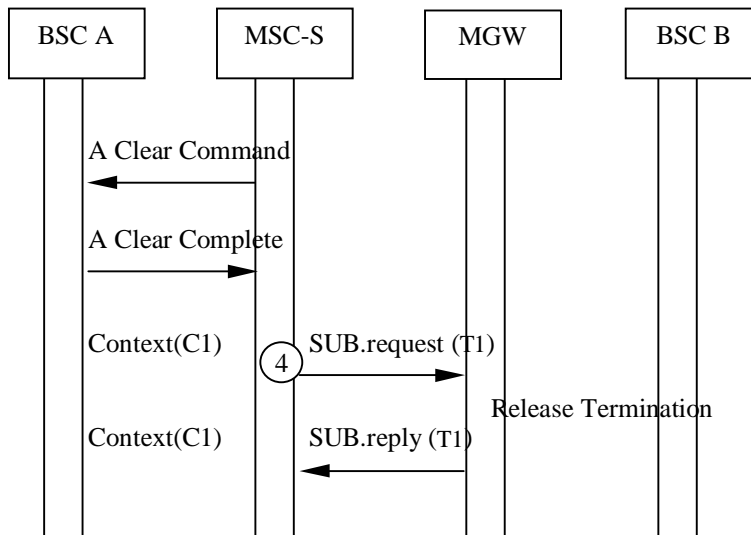 BSC A
MSC-S
MGW
BSC B
A Clear Command
A Clear Complete
Context(C1)
4
SUB.request (T1)
Release Termination
Context(C1)
SUB.reply (T1)